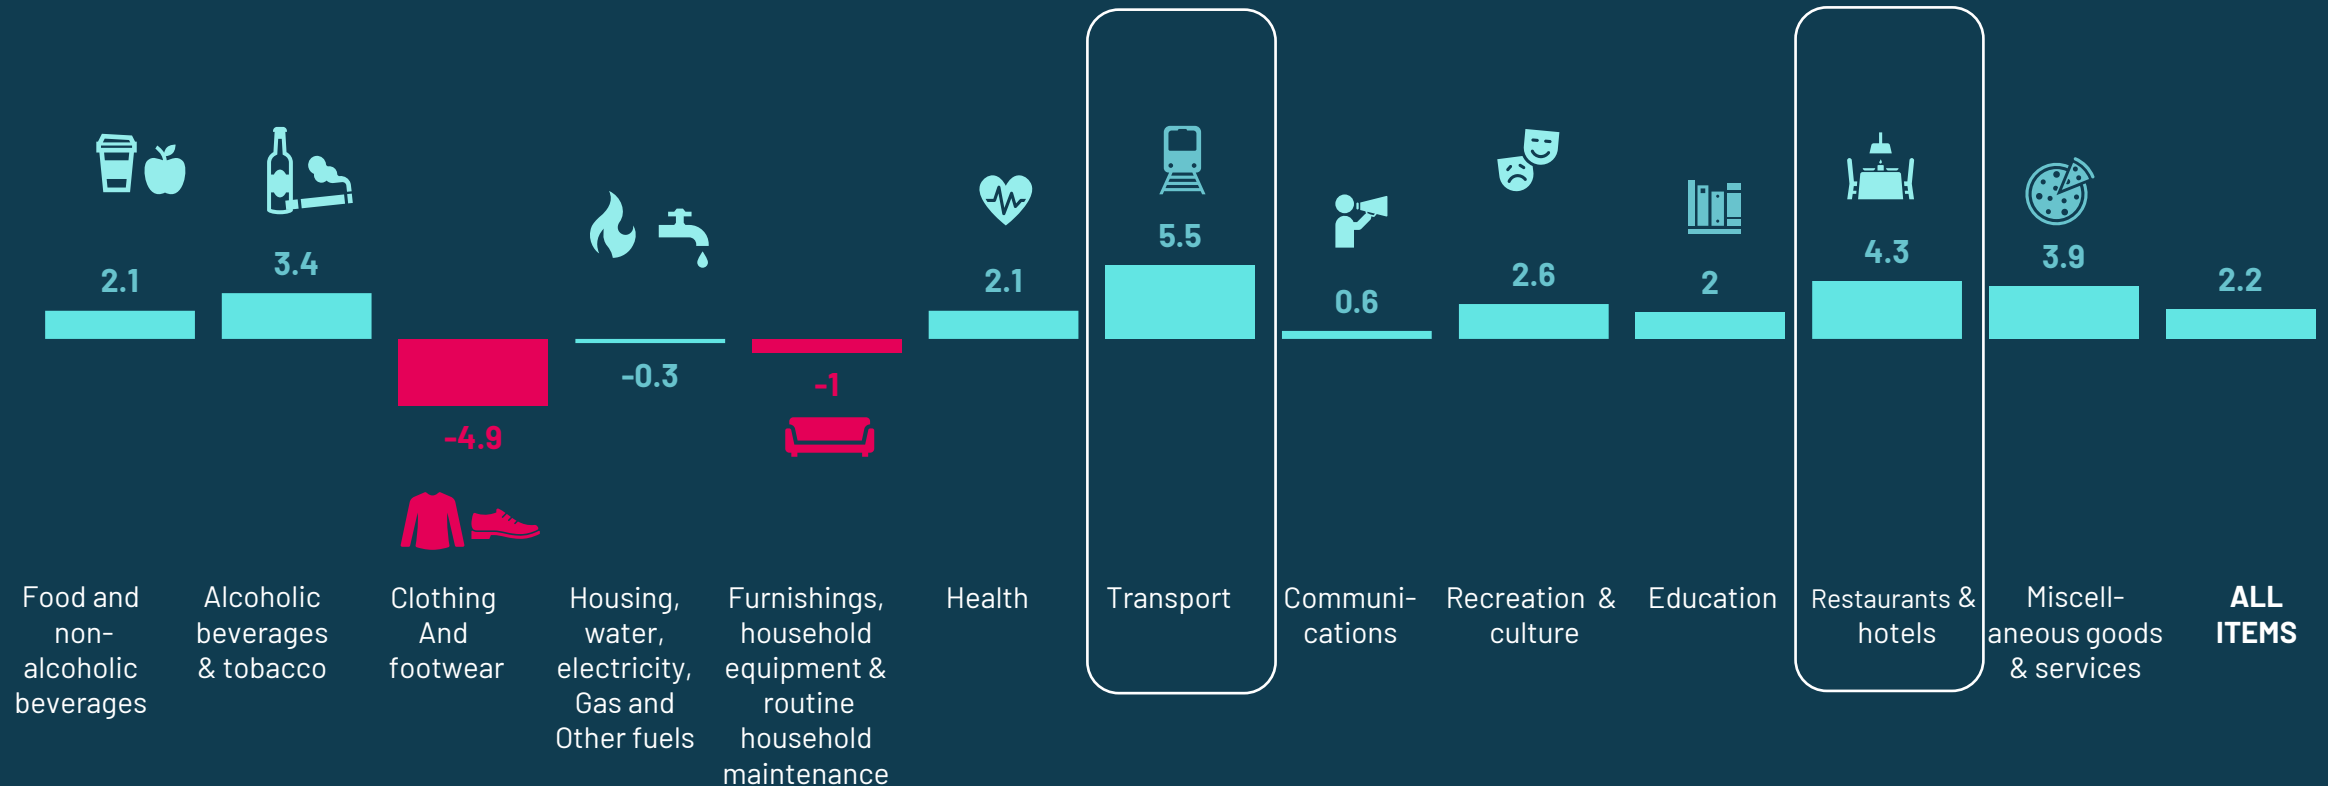 2.1
3.4
-4.9
-0.3
-1
2.1
5.5
0.6
2.6
2
4.3
3.9
2.2
Food and
non-
alcoholic
beverages
Alcoholic
beverages
& tobacco
Clothing
And
footwear
Housing,
water,
electricity,
Gas and
Other fuels
Furnishings,
household
equipment &
routine
household
maintenance
Health
Transport
Communi-
cations
Recreation &
culture
Education
Restaurants &
hotels
Miscell-
aneous goods
& services
ALL
ITEMS